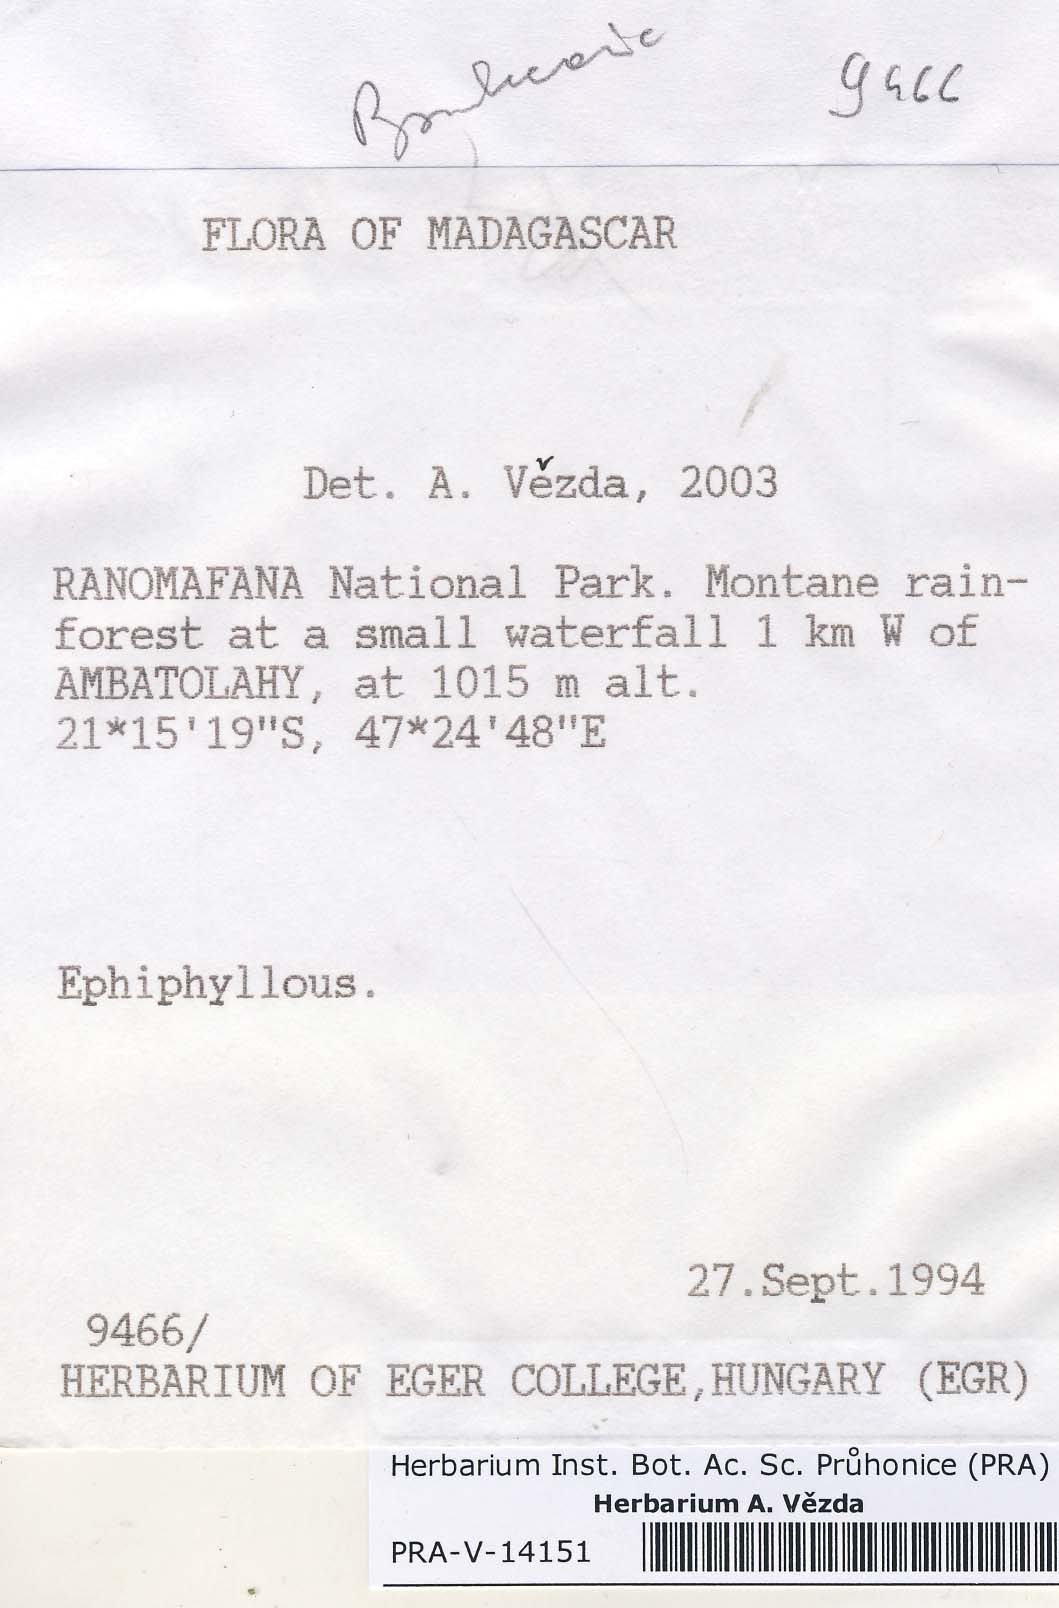 9466
FLORA OF MADAGASCAR
Det. A. Vězda, 2003
RANOMAFANA National Park. Montane rain-
forest at a small waterfall 1 km W of
AMBATOLAHY, at 1015 m alt.
21*15'19"S, 47*24'48"E
Ephiphyllous.
27.Sept.1994
9466/
HERBARIUM OF EGER COLLEGE,HUNGARY (EGR)
Herbarium Inst. Bot. Ac. Sc. Průhonice (PRA)
Herbarium A. Vězda
PRA-V-14151